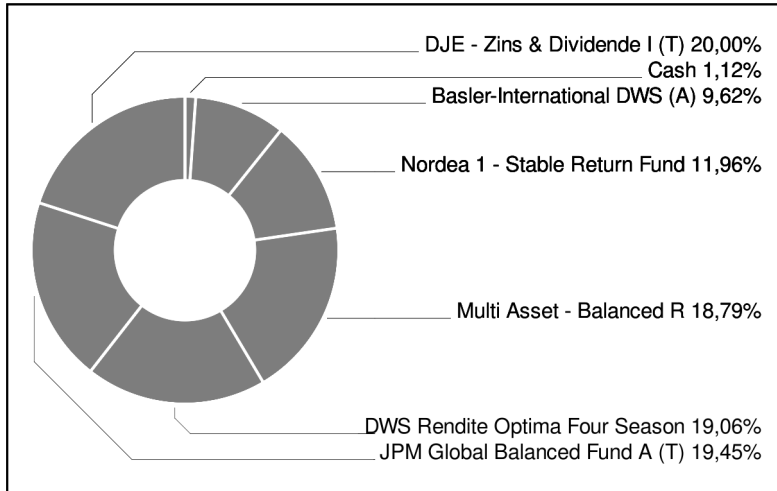 DJE - Zins & Dividende I (T) 20,00%
Cash 1,12%
Basler-International DWS (A) 9,62%
Nordea 1 - Stable Return Fund 11,96%
Multi Asset - Balanced R 18,79%
DWS Rendite Optima Four Season 19,06%
JPM Global Balanced Fund A (T) 19,45%